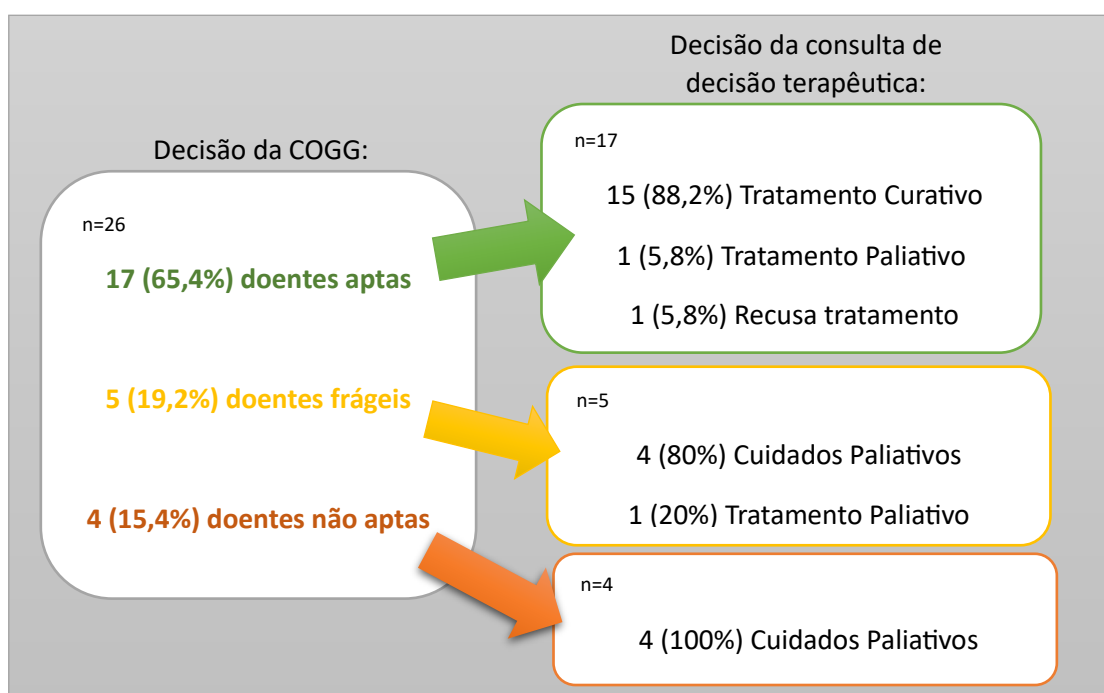 Decisão da COGG:
n=26
17 (65,4%) doentes aptas
5 (19,2%) doentes frágeis
4 (15,4%) doentes não aptas
Decisão da consulta de
decisão terapêutica:
n=17
15 (88,2%) Tratamento Curativo
1 (5,8%) Tratamento Paliativo
1 (5,8%) Recusa tratamento
n=5
4 (80%) Cuidados Paliativos
1 (20%) Tratamento Paliativo
n=4
4 (100%) Cuidados Paliativos